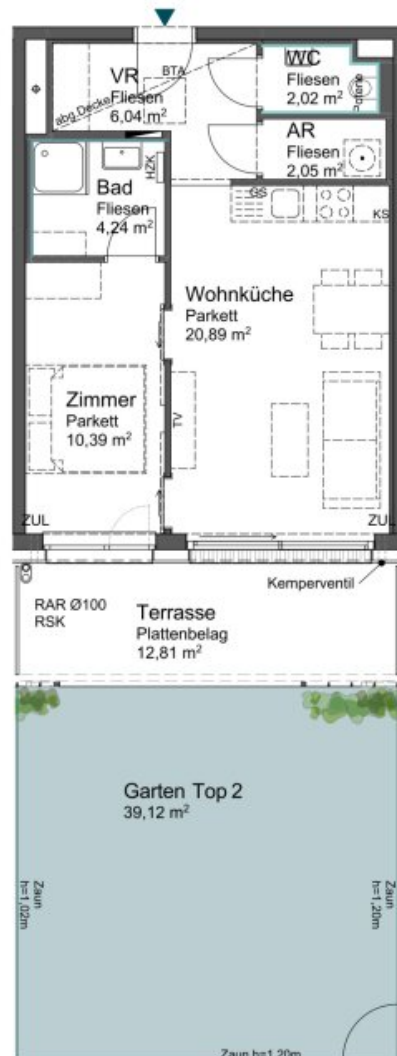 VR
BTA
abg.Decke
Fliesen
6,04 m²
WC
Fliesen
2,02 m²
AR
Fliesen
2,05 m²
HZK
Bad
Fliesen
4,24 m²
GS
KS
Wohnküche
Parkett
20,89 m²
Zimmer
Parkett
10,39 m²
TV
ZUL
ZUL
Kemperventil
RAR Ø100
RSK
Terrasse
Plattenbelag
12,81 m²
Garten Top 2
39,12 m²
Zaun
h=1,02m
Zaun
h=1,20m
Zaun h=1,20m